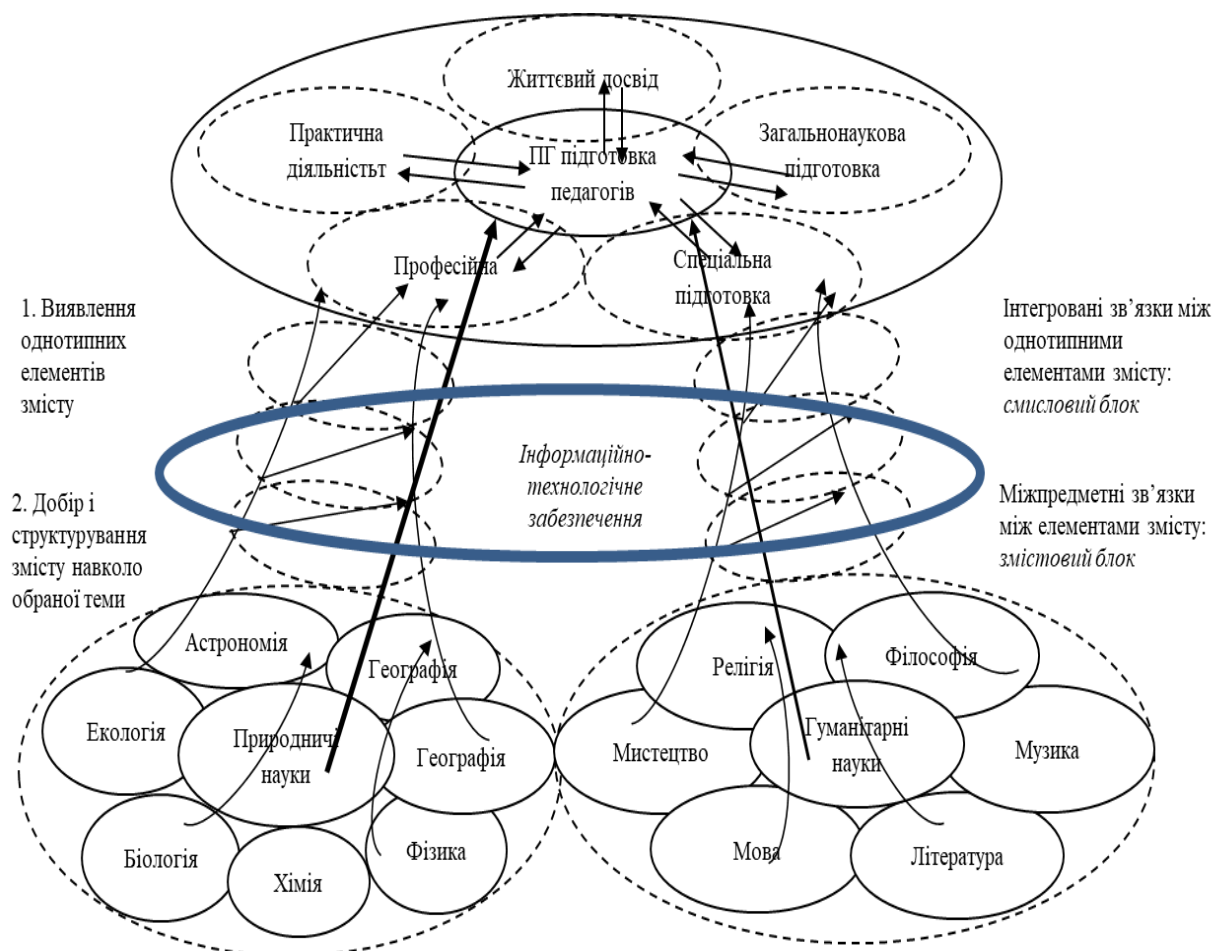 Життєвий досвід
Практична
діяльністьт
ПГ підготовка
педагогів
Загальнонаукова
підготовка
Професійна
Спеціальна
підготовка
1. Виявлення
однотипних
елементів
змісту
Інтегровані зв’язки між
однотипними
елементами змісту:
смисловий блок
Інформаційно-
технологічне
забезпечення
2. Добір і
структурування
змісту навколо
обраної теми
Міжпредметні зв’язки
між елементами змісту:
змістовий блок
Астрономія
Географія
Екологія
Природничі
науки
Географія
Біологія
Хімія
Фізика
Релігія
Філософія
Мистецтво
Гуманітарні
науки
Музика
Мова
Література